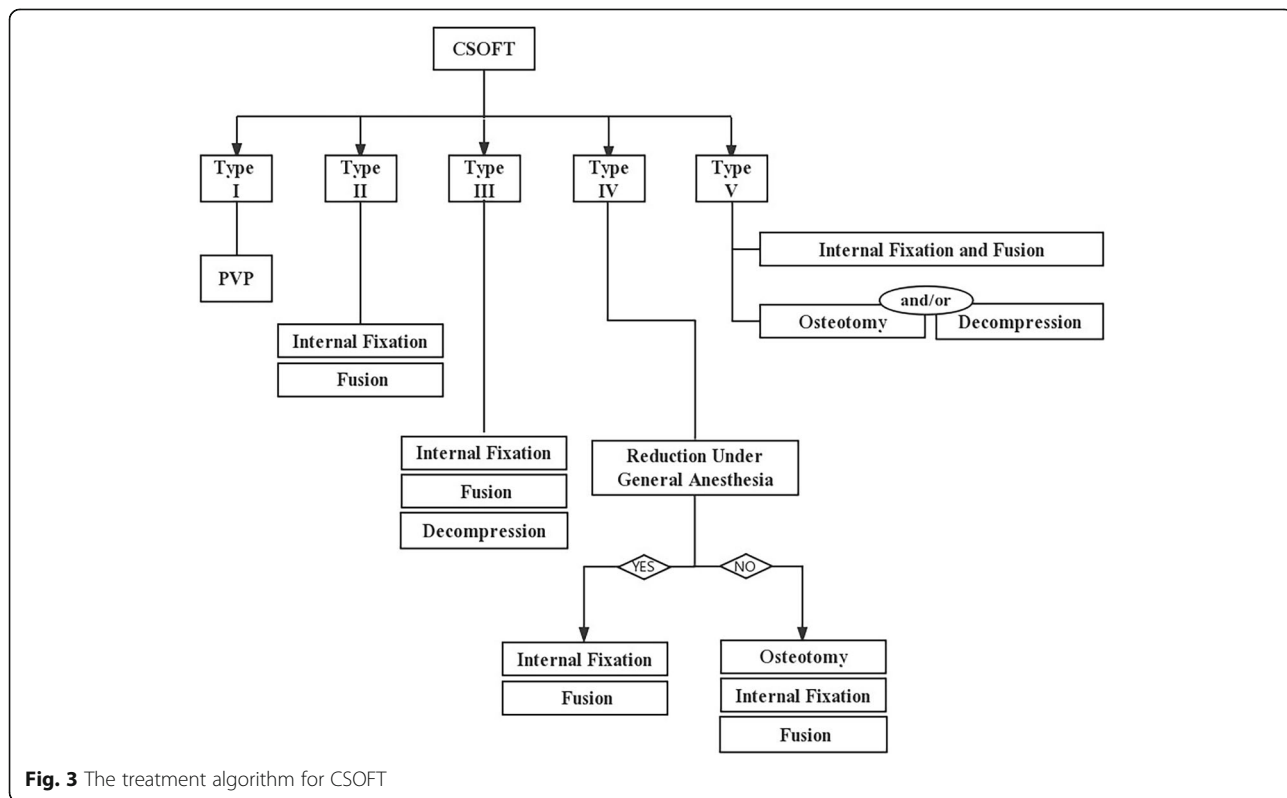 CSOFT
Type
I
Type
II
Type
III
Type
IV
Type
V
PVP
Internal Fixation
Fusion
Internal Fixation
Fusion
Decompression
Reduction Under
General Anesthesia
YES
NO
Internal Fixation
Fusion
Osteotomy
Internal Fixation
Fusion
Internal Fixation and Fusion
and/or
Osteotomy
Decompression
Fig. 3 The treatment algorithm for CSOFT